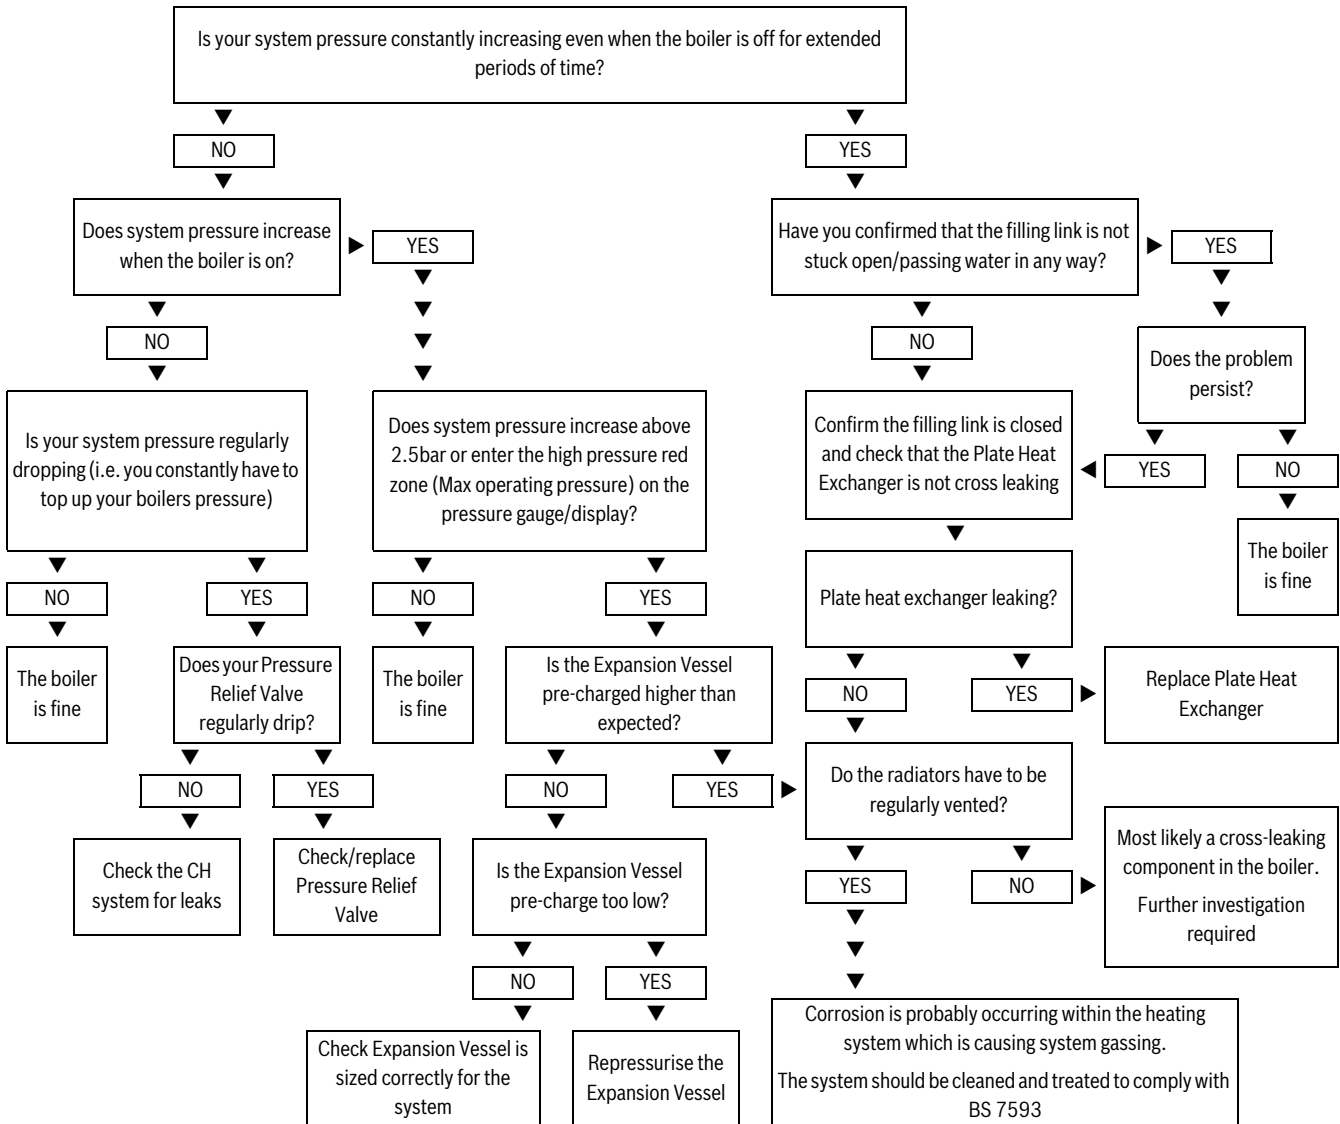 Is your system pressure constantly increasing even when the boiler is off for extended
periods of time?
NO
YES
Does system pressure increase
when the boiler is on?
YES
Have you confirmed that the filling link is not
stuck open/passing water in any way?
YES
NO
NO
Does the problem
persist?
Is your system pressure regularly
dropping (i.e. you constantly have to
top up your boilers pressure)
Does system pressure increase above
2.5bar or enter the high pressure red
zone (Max operating pressure) on the
pressure gauge/display?
Confirm the filling link is closed
and check that the Plate Heat
Exchanger is not cross leaking
YES
NO
The boiler
is fine
NO
YES
NO
YES
Plate heat exchanger leaking?
The boiler
is fine
Does your Pressure
Relief Valve
regularly drip?
The boiler
is fine
Is the Expansion Vessel
pre-charged higher than
expected?
NO
YES
Replace Plate Heat
Exchanger
NO
YES
NO
YES
Do the radiators have to be
regularly vented?
Check the CH
system for leaks
Check/replace
Pressure Relief
Valve
Is the Expansion Vessel
pre-charge too low?
YES
NO
Most likely a cross-leaking
component in the boiler.
Further investigation
required
NO
YES
Check Expansion Vessel is
sized correctly for the
system
Repressurise the
Expansion Vessel
Corrosion is probably occurring within the heating
system which is causing system gassing.
The system should be cleaned and treated to comply with
BS 7593